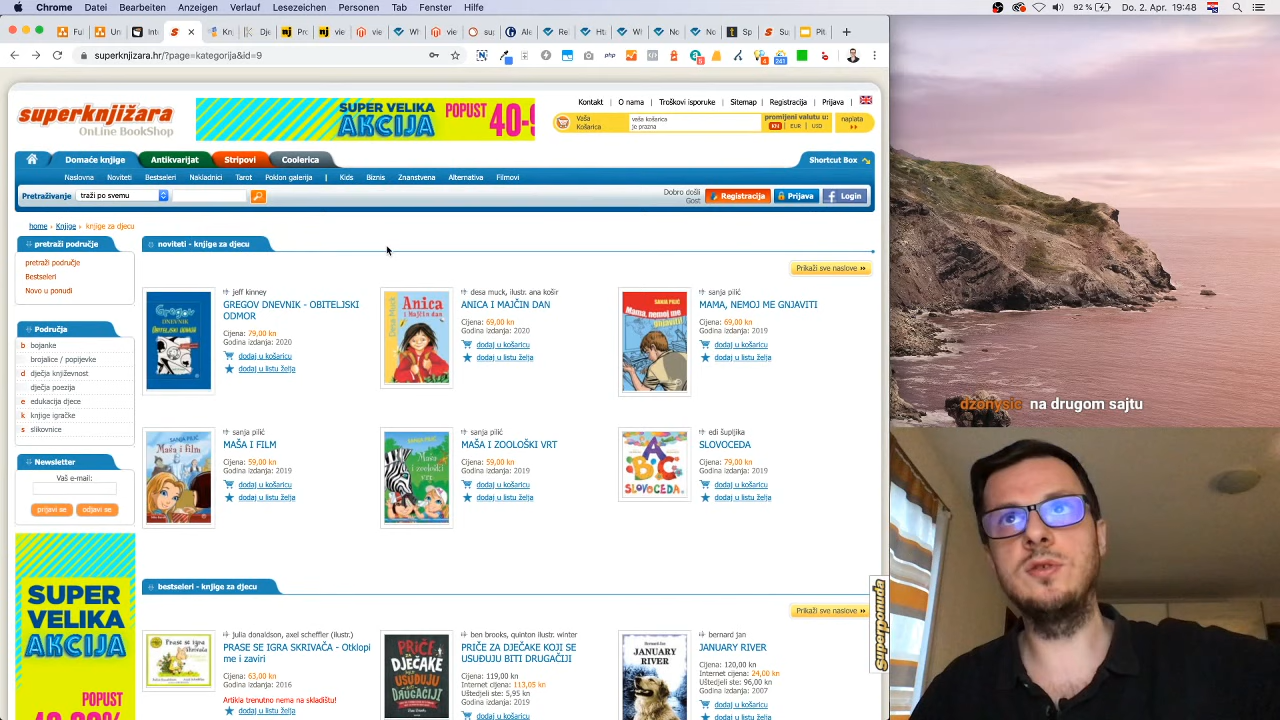 Chrome Datei Bearbeiten Anzeigen Verlauf Lesezeichen Personen Tab Fenster Hilfe
92 % Do. 2. Apr. 19:48
superknjizara.hr/?page=kategorija&id=9
superknjižara
OnLine BookShop
SUPER VELIKA
AKCIJA
POPUST 40-
Kontakt | O nama | Troškovi isporuke | Sitemap | Registracija | Prijava |
Vaša
Košarica
vaša košarica
je prazna
promijeni valutu u:
KN | EUR | USD
naplata
Domaće knjige
Antikvarijat
Stripovi
Coolerica
Shortcut Box
Naslovna Noviteti Bestseleri Nakladnici Tarot Poklon galerija | Kids Biznis Znanstvena Alternativa Filmovi
Pretraživanje
traži po svemu
Dobro došli
Gost
Registracija
Prijava
Login
home › Knjige › knjige za djecu
pretraži područje
pretraži područje
Bestseleri
Novo u ponudi
Područja
b bojanke
brojalice / popijevke
d dječja književnost
dječja poezija
e edukacija djece
k knjige igračke
s slikovnice
Newsletter
Vaš e-mail:
prijavi se
odjavi se
SUPER
VELIKA
AKCIJA
POPUST
noviteti - knjige za djecu
Prikaži sve naslove
jeff kinney
GREGOV DNEVNIK - OBITELJSKI
ODMOR
Cijena: 79,00 kn
Godina izdanja: 2020
dodaj u košaricu
dodaj u listu želja
desa muck, ilustr. ana košir
ANICA I MAJČIN DAN
Cijena: 69,00 kn
Godina izdanja: 2020
dodaj u košaricu
dodaj u listu želja
sanja pilić
MAMA, NEMOJ ME GNJAVITI
Cijena: 69,00 kn
Godina izdanja: 2019
dodaj u košaricu
dodaj u listu želja
sanja pilić
MAŠA I FILM
Cijena: 59,00 kn
Godina izdanja: 2019
dodaj u košaricu
dodaj u listu želja
sanja pilić
MAŠA I ZOOLOŠKI VRT
Cijena: 59,00 kn
Godina izdanja: 2019
dodaj u košaricu
dodaj u listu želja
edi šupljika
SLOVOCEDA
Cijena: 79,00 kn
Godina izdanja: 2019
dodaj u košaricu
dodaj u listu želja
bestseleri - knjige za djecu
Prikaži sve naslove
julia donaldson, axel scheffler (ilustr.)
PRASE SE IGRA SKRIVAČA - Otklopi
me i zaviri
Cijena: 63,00 kn
Godina izdanja: 2016
Artikla trenutno nema na skladištu!
dodaj u listu želja
ben brooks, quinton ilustr. winter
PRIČE ZA DJEČAKE KOJI SE
USUĐUJU BITI DRUGAČIJI
Cijena: 119,00 kn
Internet cijena: 113,05 kn
Uštedjeli ste: 5,95 kn
Godina izdanja: 2019
dodaj u košaricu
bernard jan
JANUARY RIVER
Cijena: 120,00 kn
Internet cijena: 24,00 kn
Uštedjeli ste: 96,00 kn
Godina izdanja: 2007
dodaj u košaricu
dodaj u listu želja
Superponuda
dzonysic na drugom sajtu